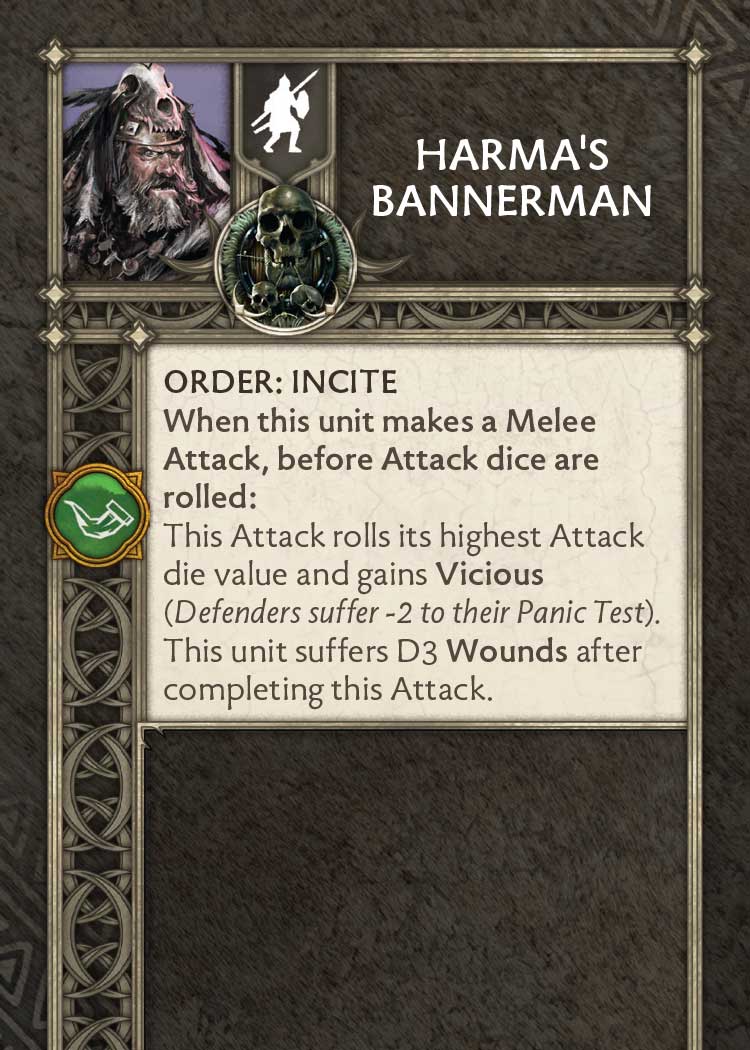 HARMA'S
BANNERMAN
ORDER: INCITE
When this unit makes a Melee
Attack, before Attack dice are
rolled:
This Attack rolls its highest Attack
die value and gains Vicious
(Defenders suffer -2 to their Panic Test).
This unit suffers D3 Wounds after
completing this Attack.